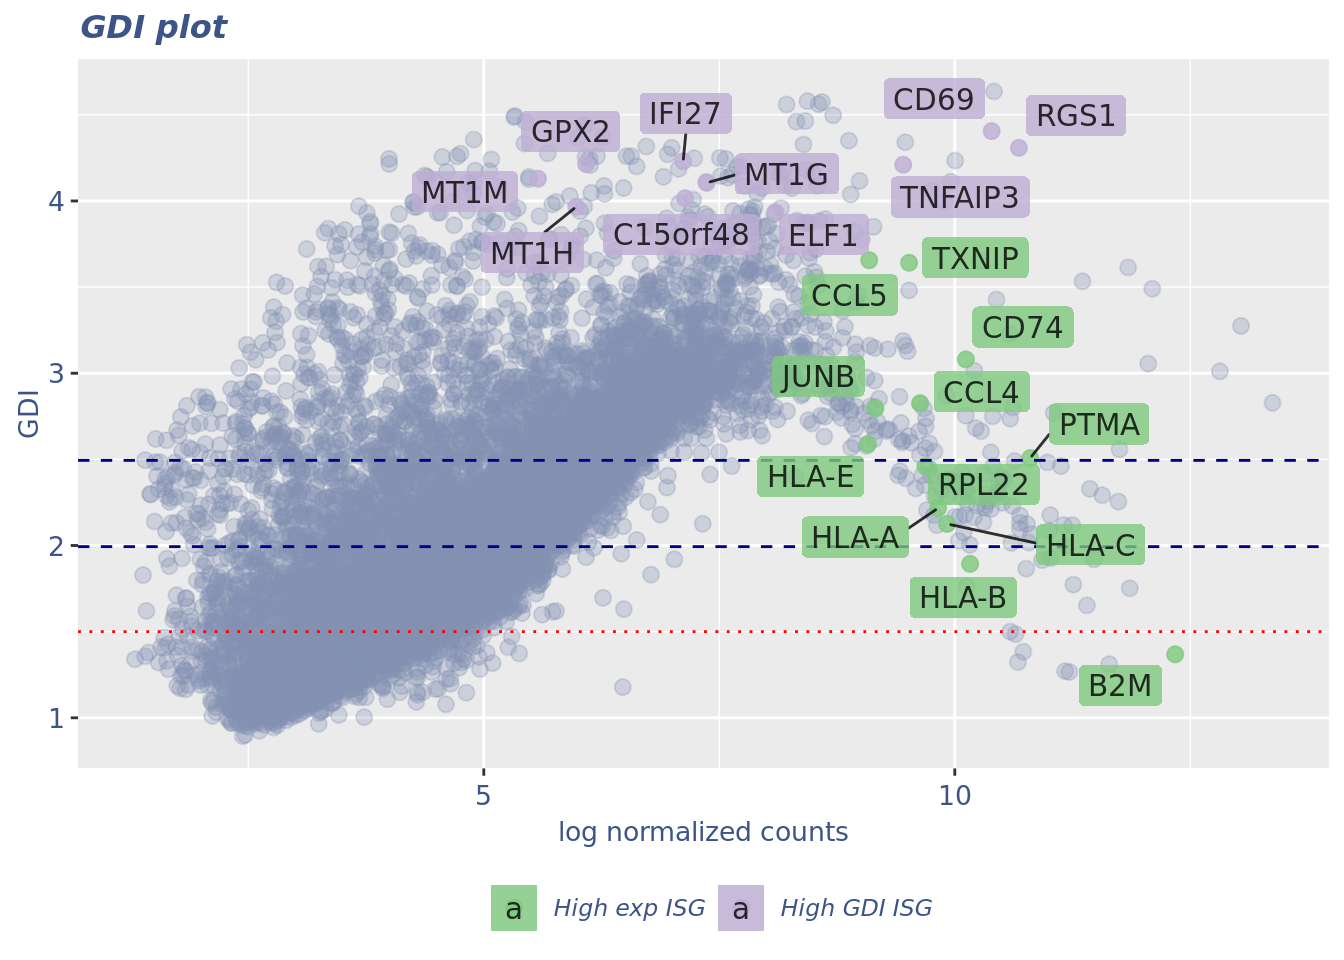 GDI plot
CD69
IFI27
RGS1
GPX2
MT1G
MT1M
TNFAIP3
C15orf48
ELF1
MT1H
TXNIP
CCL5
CD74
JUNB
CCL4
PTMA
HLA-E
RPL22
HLA-A
HLA-C
HLA-B
B2M
4
3
2
1
GDI
5
10
log normalized counts
a High exp ISG a High GDI ISG